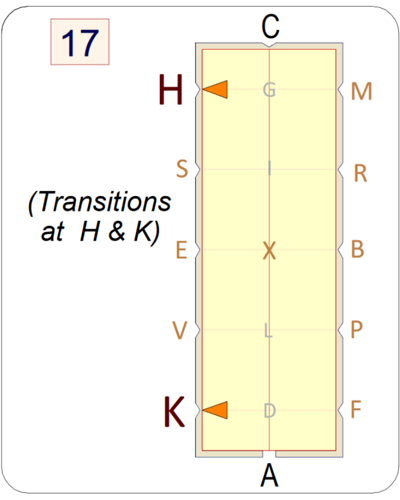 17
C
H G M
S I R
(Transitions
at H & K)
E X B
V L P
K D F
A